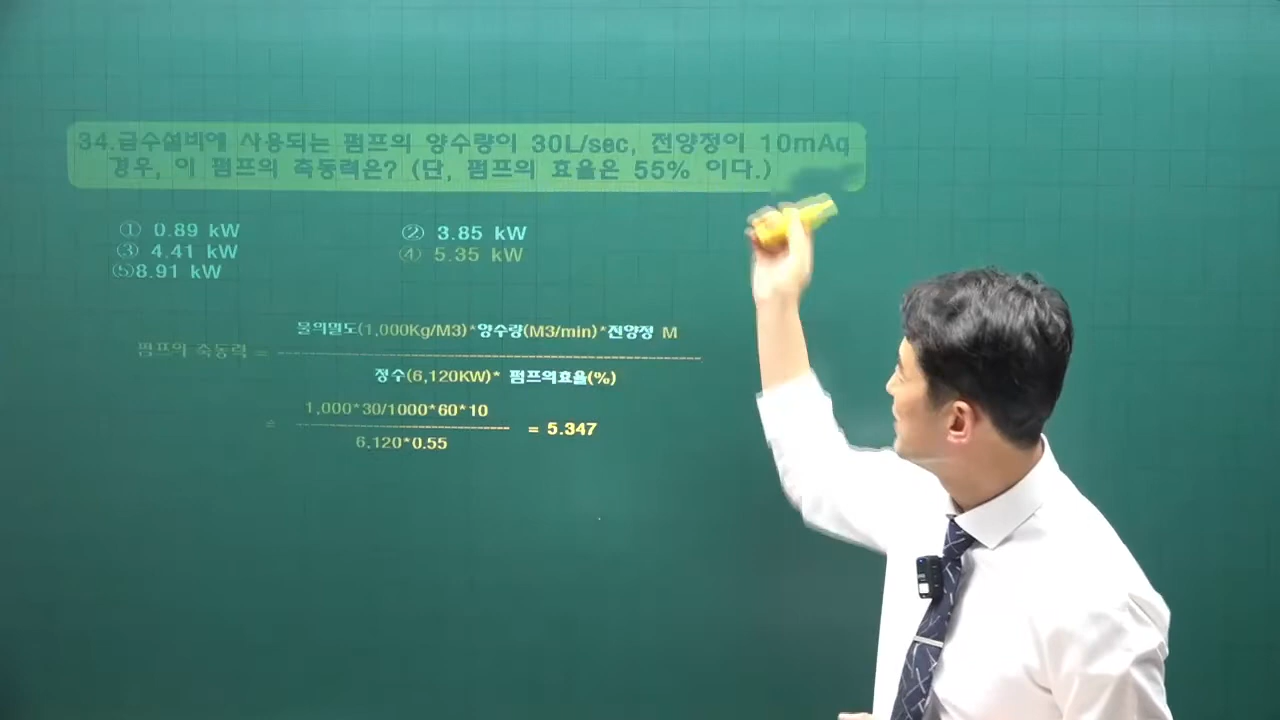 34.급수설비에 사용되는 펌프의 양수량이 30L/sec, 전양정이 10mAq
경우, 이 펌프의 축동력은? (단, 펌프의 효율은 55% 이다.)
① 0.89 kW ② 3.85 kW
③ 4.41 kW ④ 5.35 kW
⑤8.91 kW
물의밀도(1,000Kg/M3)*양수량(M3/min)*전양정 M
펌프의 축동력 = --------------------------------------------------
정수(6,120KW)* 펌프의효율(%)
1,000*30/1000*60*10
= ------------------------- = 5.347
6,120*0.55